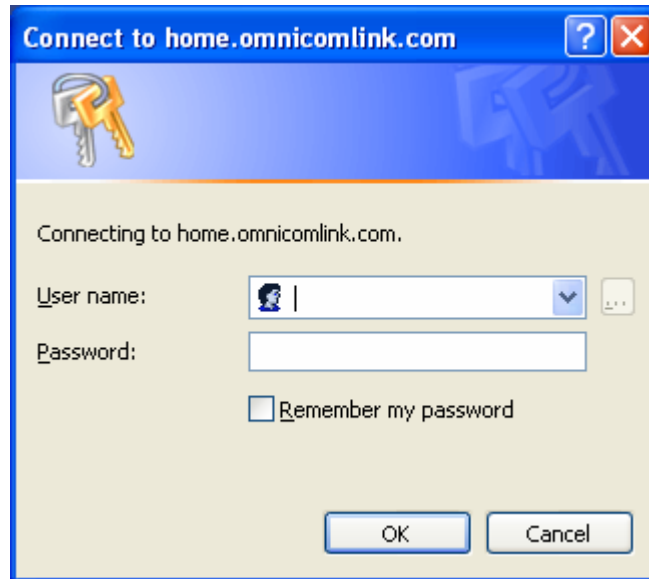 Connect to home.omnicomlink.com ?
Connecting to home.omnicomlink.com.
User name: ...
Password:
Remember my password
OK Cancel